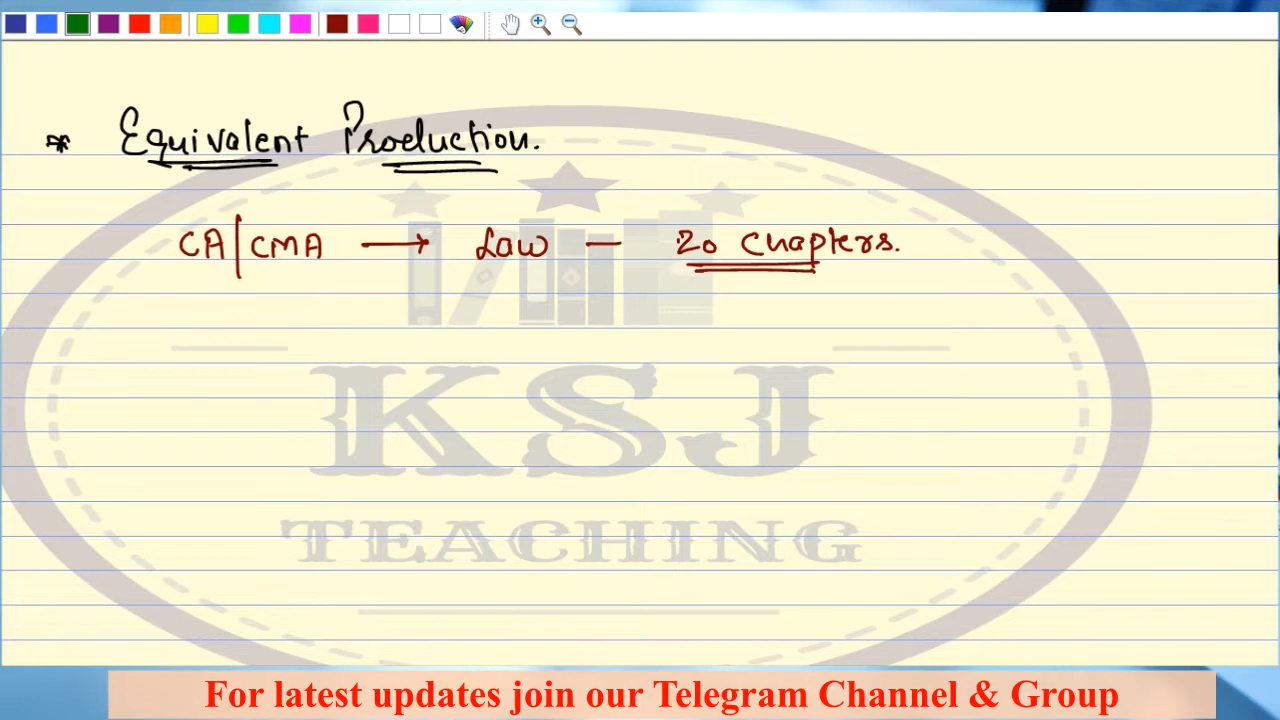 * Equivalent Production.
CA|CMA → Law - 20 Chapters.
KSJ
TEACHING
For latest updates join our Telegram Channel & Group